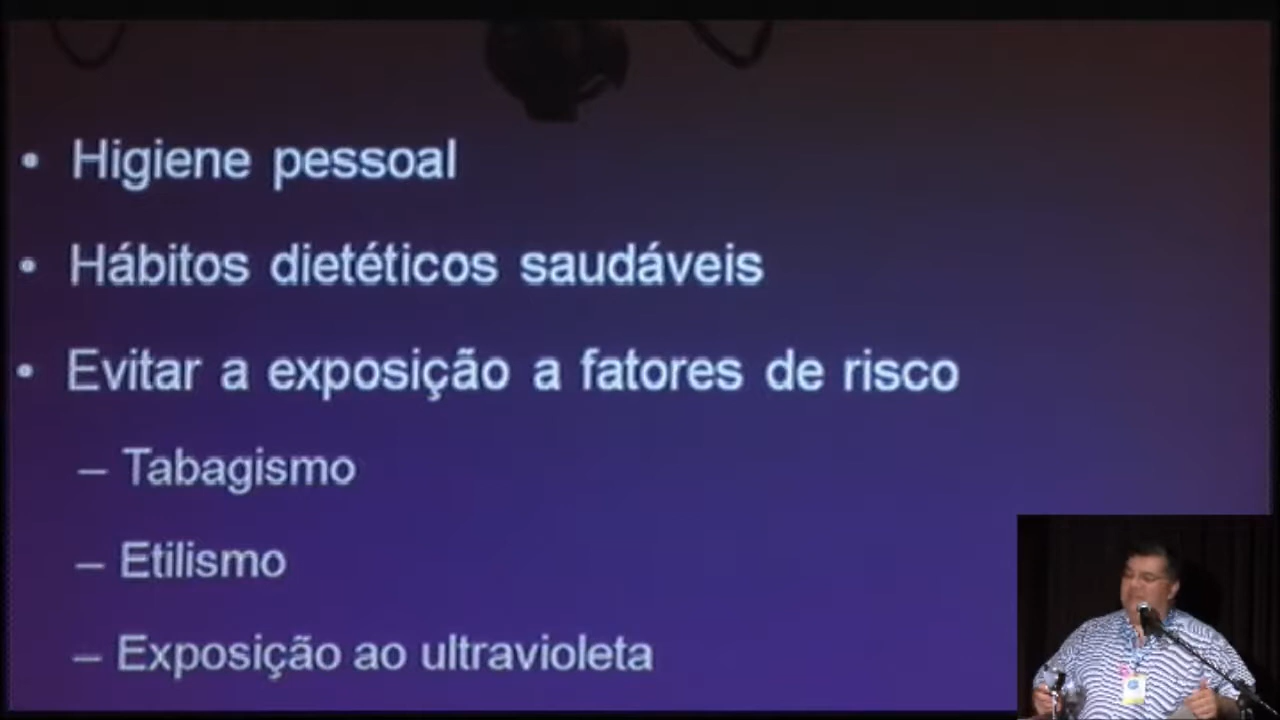 • Higiene pessoal
• Hábitos dietéticos saudáveis
• Evitar a exposição a fatores de risco
– Tabagismo
– Etilismo
– Exposição ao ultravioleta